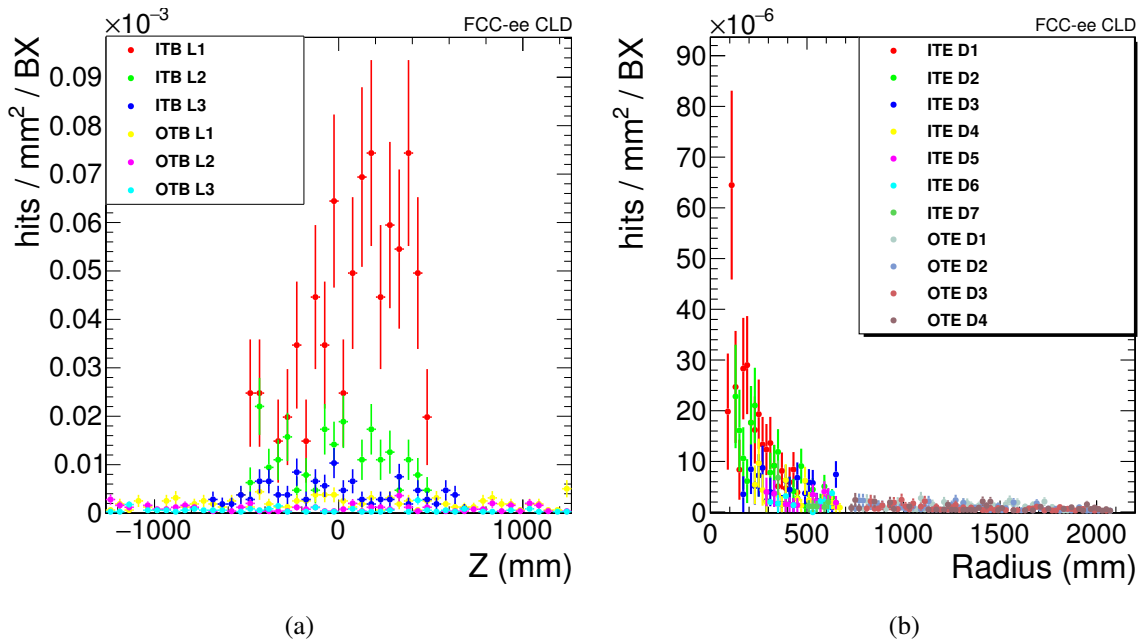 ×10⁻³
FCC-ee CLD
hits / mm² / BX
0.09
0.08
0.07
0.06
0.05
0.04
0.03
0.02
0.01
0
ITB L1
ITB L2
ITB L3
OTB L1
OTB L2
OTB L3
−1000
0
1000
Z (mm)
(a)
×10⁻⁶
FCC-ee CLD
hits / mm² / BX
90
80
70
60
50
40
30
20
10
0
ITE D1
ITE D2
ITE D3
ITE D4
ITE D5
ITE D6
ITE D7
OTE D1
OTE D2
OTE D3
OTE D4
0
500
1000
1500
2000
Radius (mm)
(b)